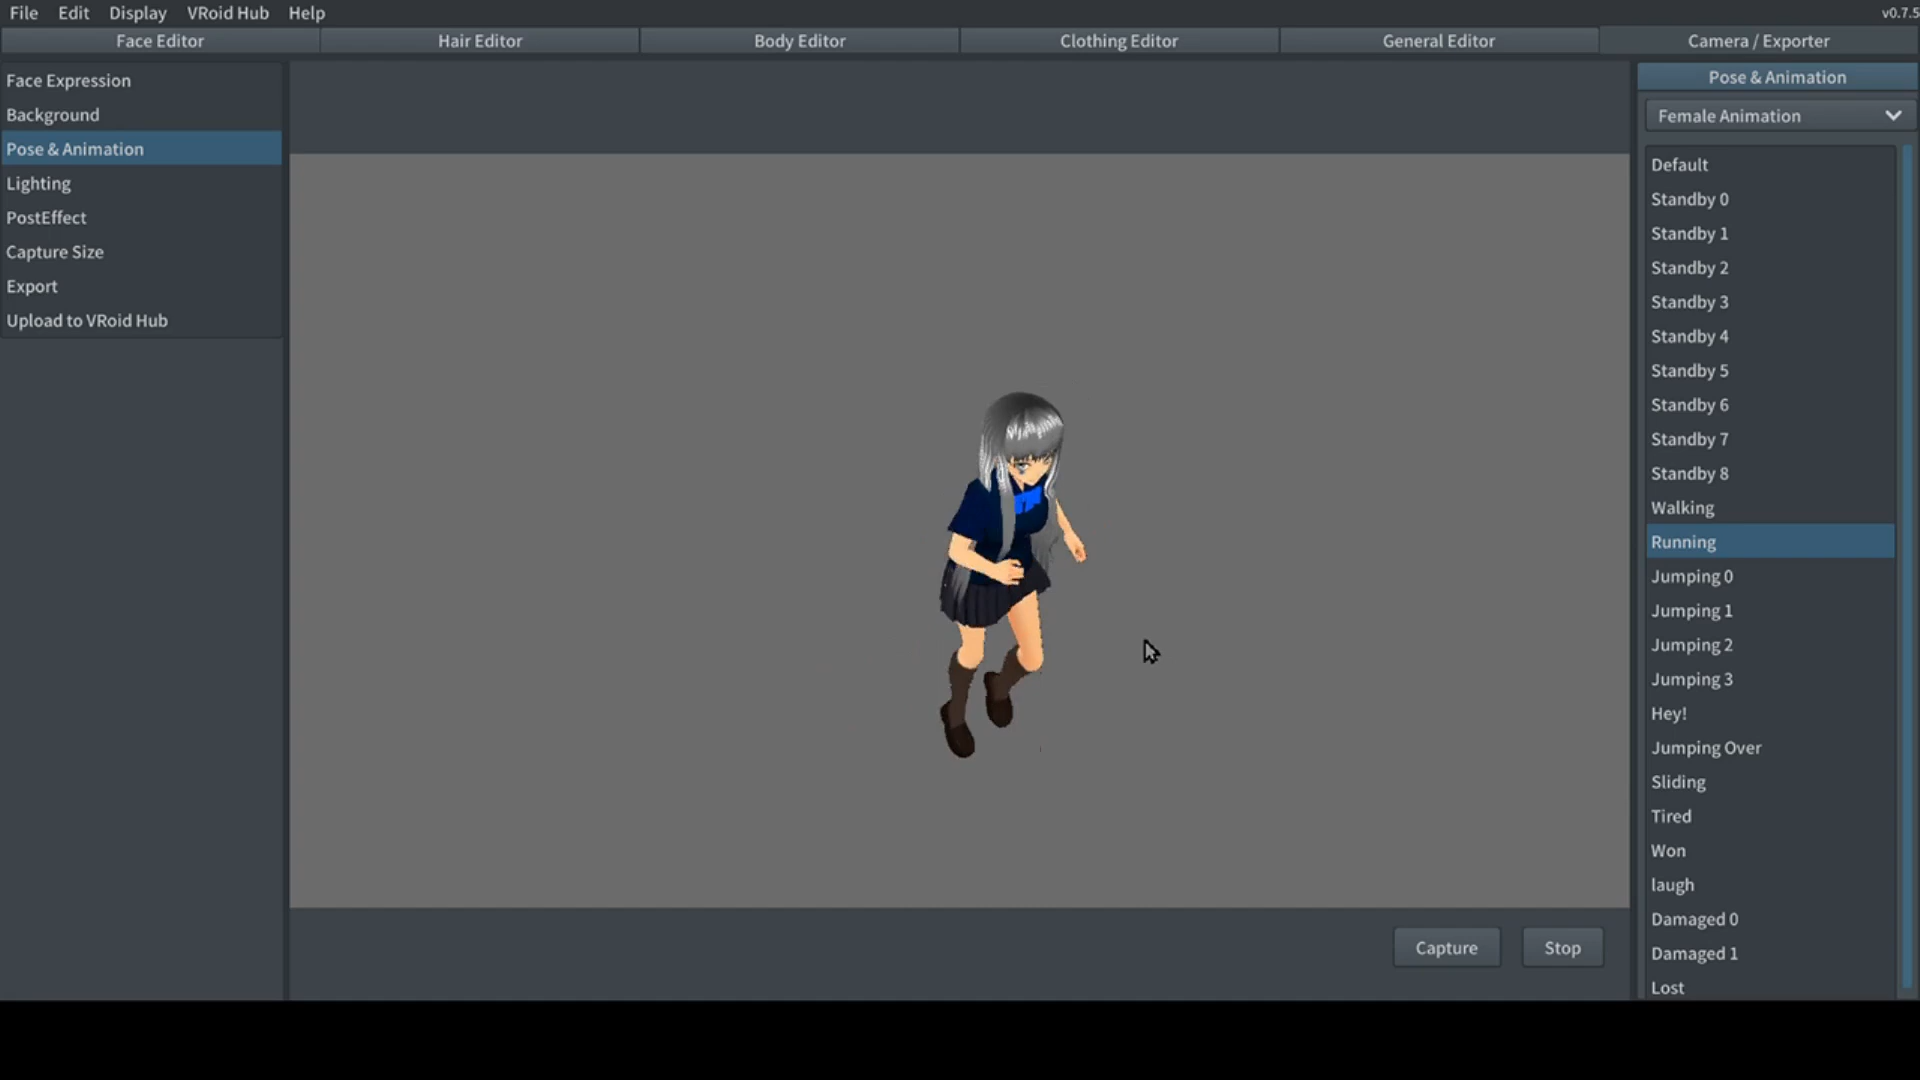 File Edit Display VRoid Hub Help v0.7.5
Face Editor Hair Editor Body Editor Clothing Editor General Editor Camera / Exporter
Face Expression
Background
Pose & Animation
Lighting
PostEffect
Capture Size
Export
Upload to VRoid Hub
Pose & Animation
Female Animation
Default
Standby 0
Standby 1
Standby 2
Standby 3
Standby 4
Standby 5
Standby 6
Standby 7
Standby 8
Walking
Running
Jumping 0
Jumping 1
Jumping 2
Jumping 3
Hey!
Jumping Over
Sliding
Tired
Won
laugh
Damaged 0
Damaged 1
Lost
Capture Stop